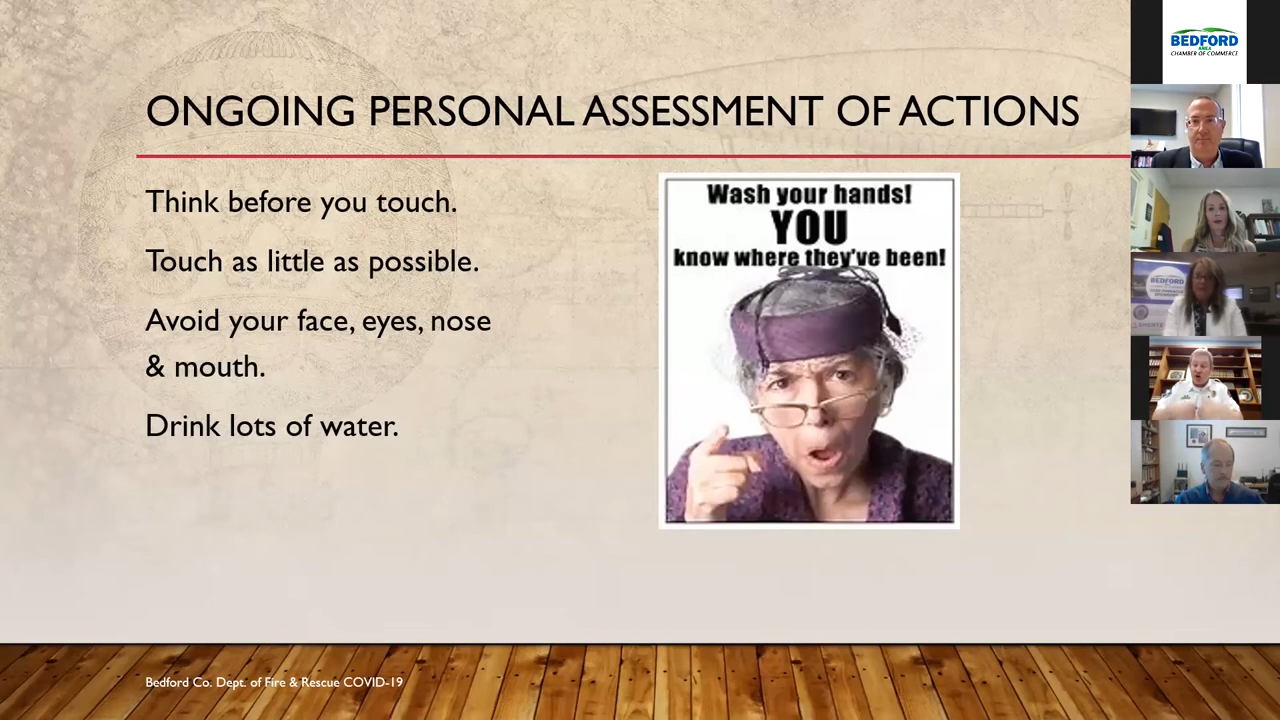 ONGOING PERSONAL ASSESSMENT OF ACTIONS
Think before you touch.
Touch as little as possible.
Avoid your face, eyes, nose
& mouth.
Drink lots of water.
Wash your hands!
YOU
know where they've been!
Bedford Co. Dept. of Fire & Rescue COVID-19
BEDFORD
AREA
CHAMBER OF COMMERCE
BEDFORD